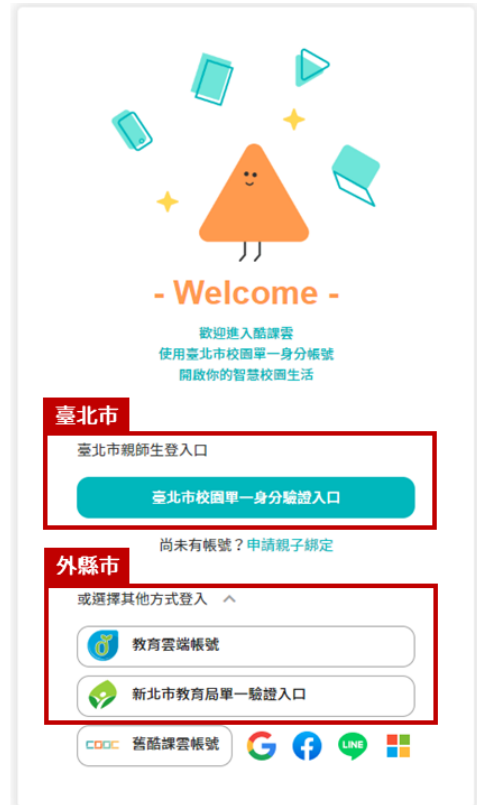 - Welcome -
歡迎進入酷課雲
使用臺北市校園單一身分帳號
開啟你的智慧校園生活
臺北市
臺北市親師生登入口
臺北市校園單一身分驗證入口
尚未有帳號？申請親子綁定
外縣市
或選擇其他方式登入
教育雲端帳號
新北市教育局單一驗證入口
COOC 舊酷課雲帳號
LINE